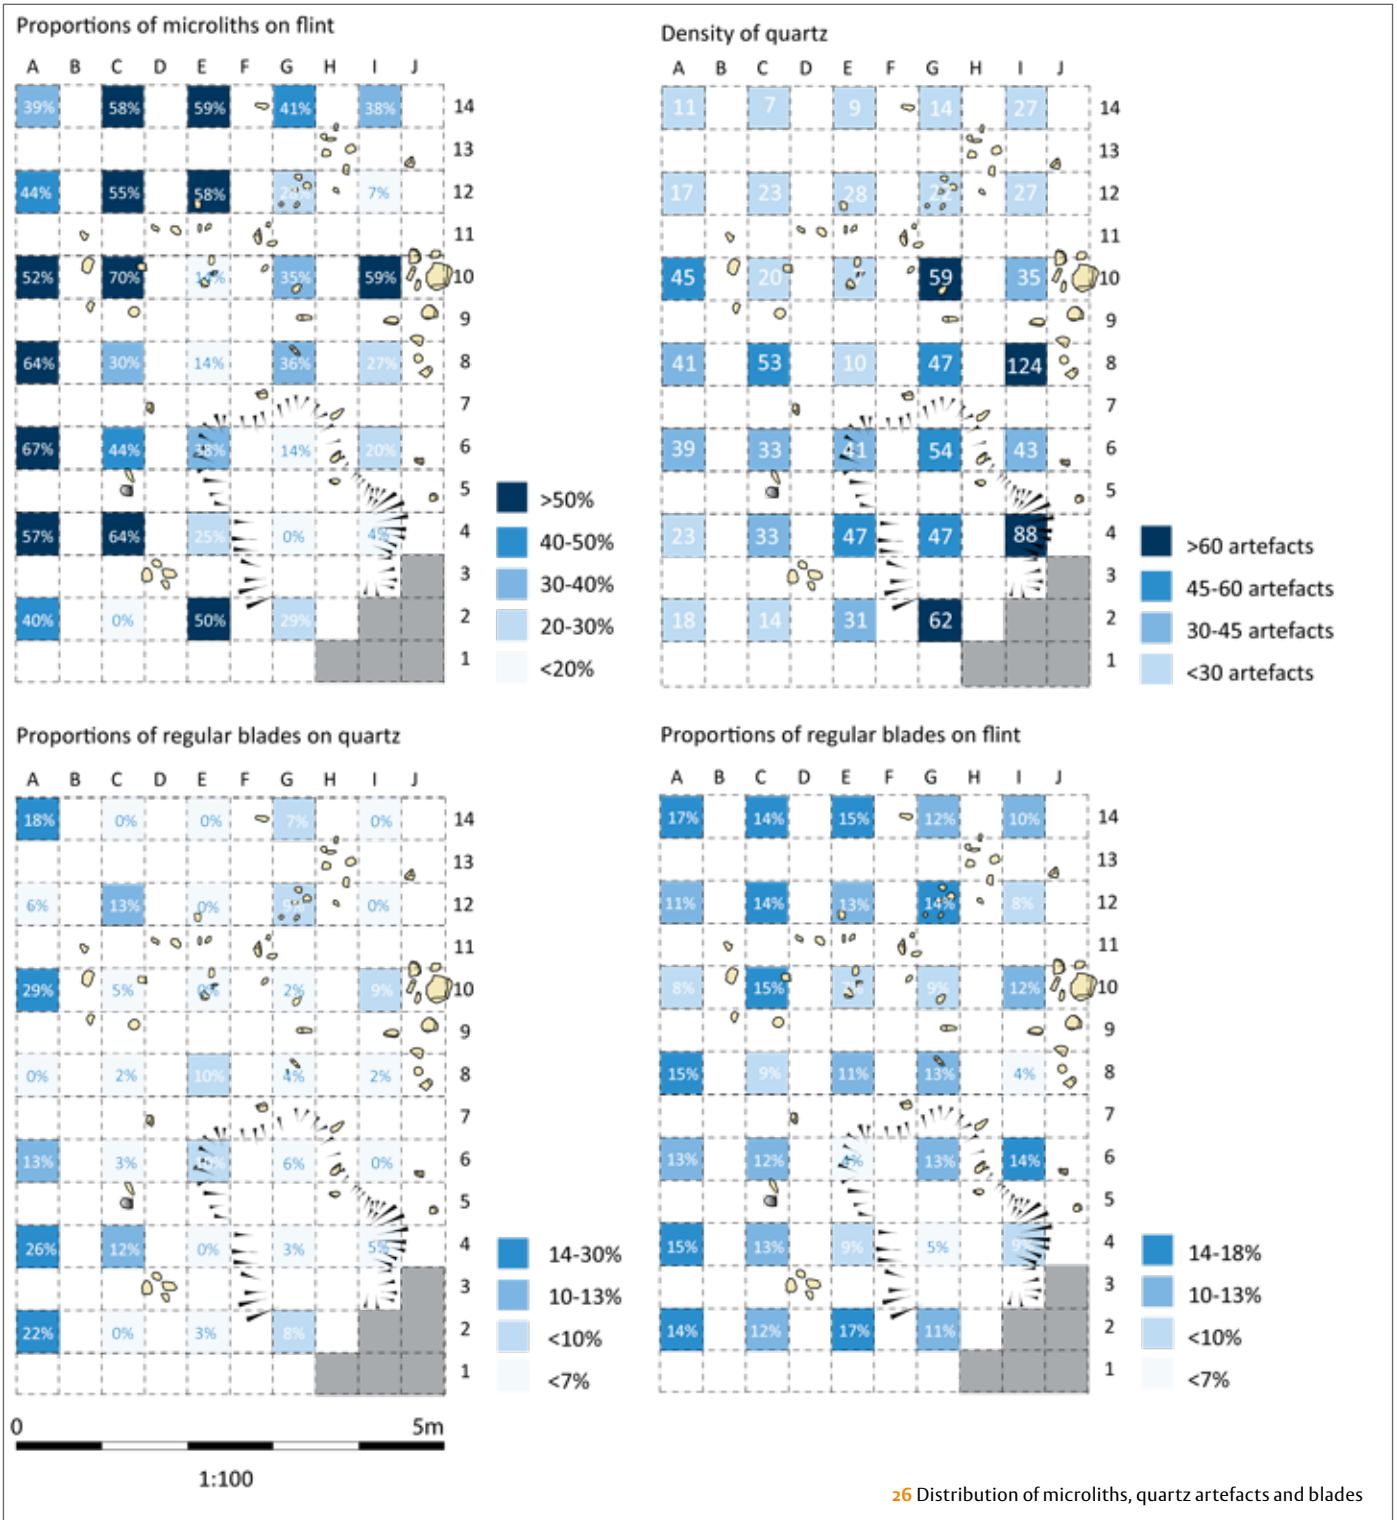 Proportions of microliths on flint
A B C D E F G H I J
39% 58% 59% 41% 38% 14
13
44% 55% 58% 7% 12
11
52% 70% 35% 59% 10
9
64% 30% 14% 36% 27% 8
7
67% 44% 38% 14% 20% 6
5
57% 64% 25% 0% 4% 4
3
40% 0% 50% 29% 2
1
>50%
40-50%
30-40%
20-30%
<20%
Density of quartz
A B C D E F G H I J
11 7 9 14 27 14
13
17 23 28 27 12
11
45 20 59 35 10
9
41 53 10 47 124 8
7
39 33 41 54 43 6
5
23 33 47 47 88 4
3
18 14 31 62 2
1
>60 artefacts
45-60 artefacts
30-45 artefacts
<30 artefacts
Proportions of regular blades on quartz
A B C D E F G H I J
18% 0% 0% 7% 0% 14
13
6% 13% 0% 0% 12
11
29% 5% 0% 2% 9% 10
9
0% 2% 10% 4% 2% 8
7
13% 3% 6% 0% 6
5
26% 12% 0% 3% 5% 4
3
22% 0% 3% 8% 2
1
14-30%
10-13%
<10%
<7%
Proportions of regular blades on flint
A B C D E F G H I J
17% 14% 15% 12% 10% 14
13
11% 14% 13% 14% 8% 12
11
8% 15% 9% 12% 10
9
15% 9% 11% 13% 4% 8
7
13% 12% 4% 13% 14% 6
5
15% 13% 9% 5% 9% 4
3
14% 12% 17% 11% 2
1
14-18%
10-13%
<10%
<7%
0 5m
1:100
26 Distribution of microliths, quartz artefacts and blades